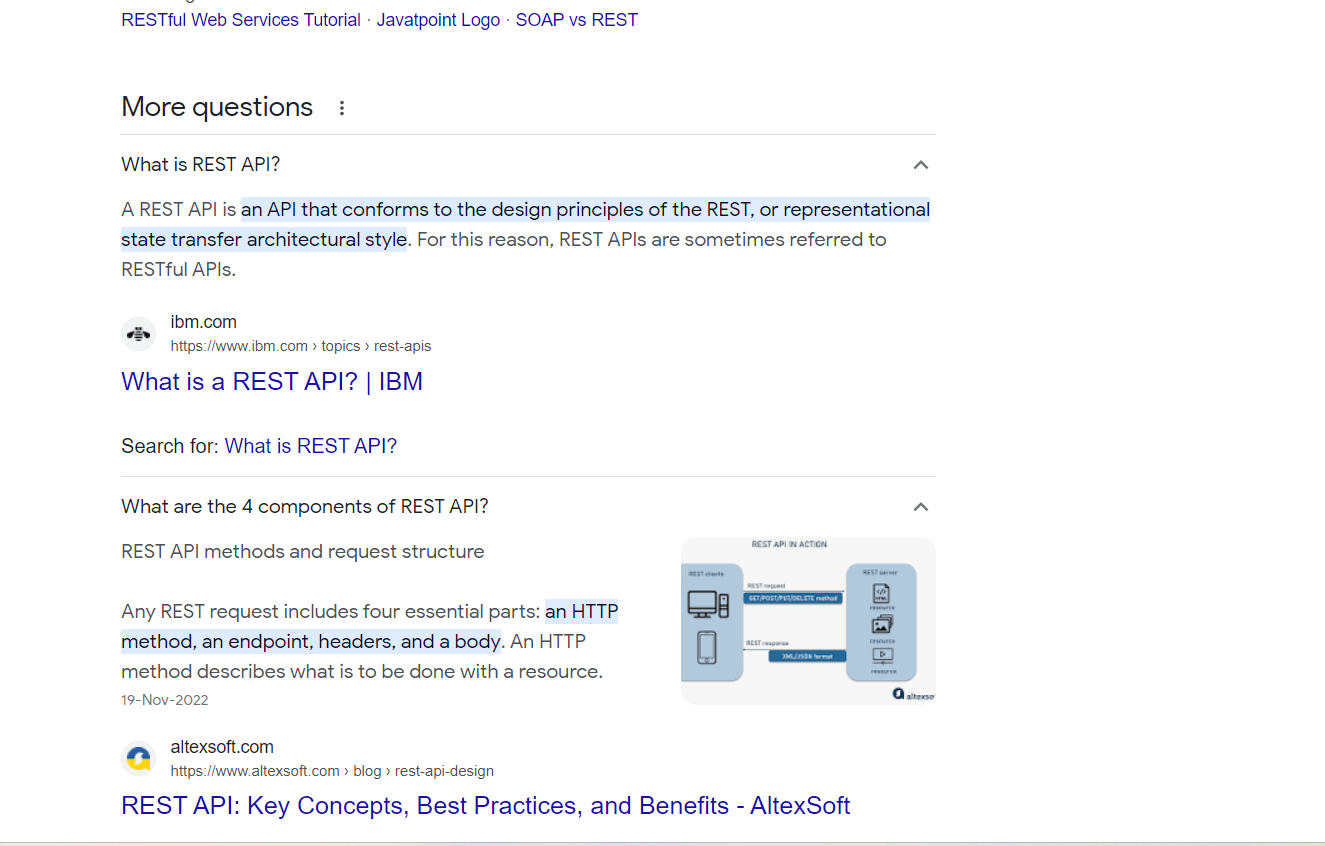 RESTful Web Services Tutorial · Javatpoint Logo · SOAP vs REST
More questions
What is REST API?
A REST API is an API that conforms to the design principles of the REST, or representational
state transfer architectural style. For this reason, REST APIs are sometimes referred to
RESTful APIs.
ibm.com
https://www.ibm.com › topics › rest-apis
What is a REST API? | IBM
Search for: What is REST API?
What are the 4 components of REST API?
REST API methods and request structure
Any REST request includes four essential parts: an HTTP
method, an endpoint, headers, and a body. An HTTP
method describes what is to be done with a resource.
19-Nov-2022
REST API IN ACTION
REST clients
REST server
REST request
GET/POST/PUT/DELETE method
HTML
resource
resource
REST response
XML/JSON format
resource
altexso
altexsoft.com
https://www.altexsoft.com › blog › rest-api-design
REST API: Key Concepts, Best Practices, and Benefits - AltexSoft